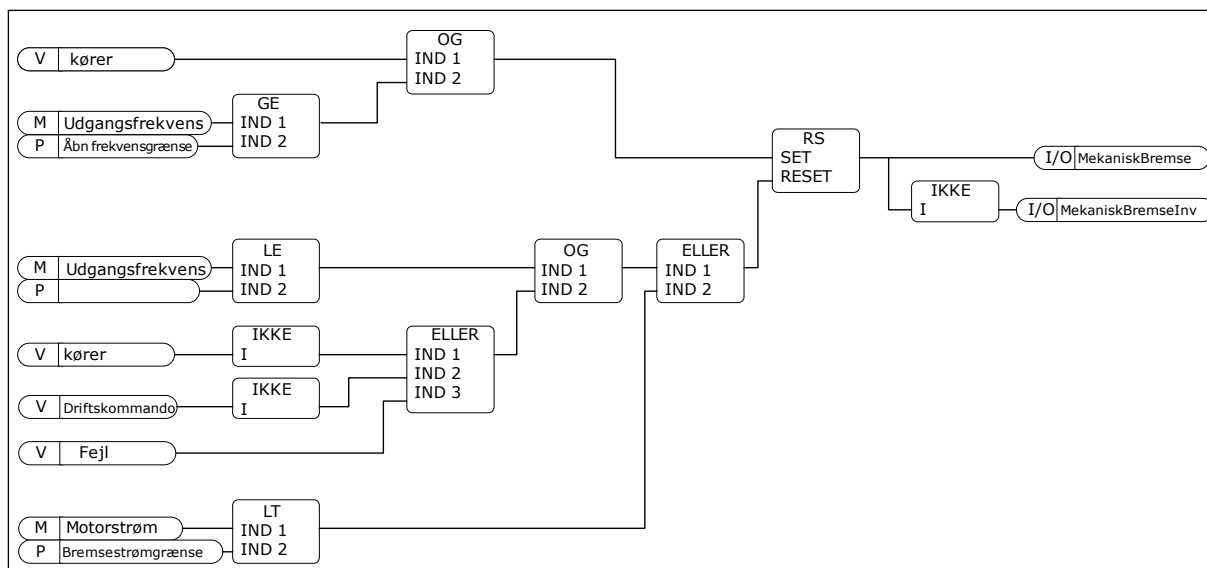 OG
V kører
IND 1
IND 2
GE
M Udgangsfrekvens
IND 1
P Åbn frekvensgrænse
IND 2
RS
SET
RESET
I/O MekaniskBremse
IKKE
I
I/O MekaniskBremseInv
LE
M Udgangsfrekvens
IND 1
P
IND 2
OG
IND 1
IND 2
ELLER
IND 1
IND 2
IKKE
V kører
I
ELLER
IND 1
IND 2
IND 3
IKKE
V Driftskommando
I
V Fejl
LT
M Motorstrøm
IND 1
P Bremsestrømgrænse
IND 2